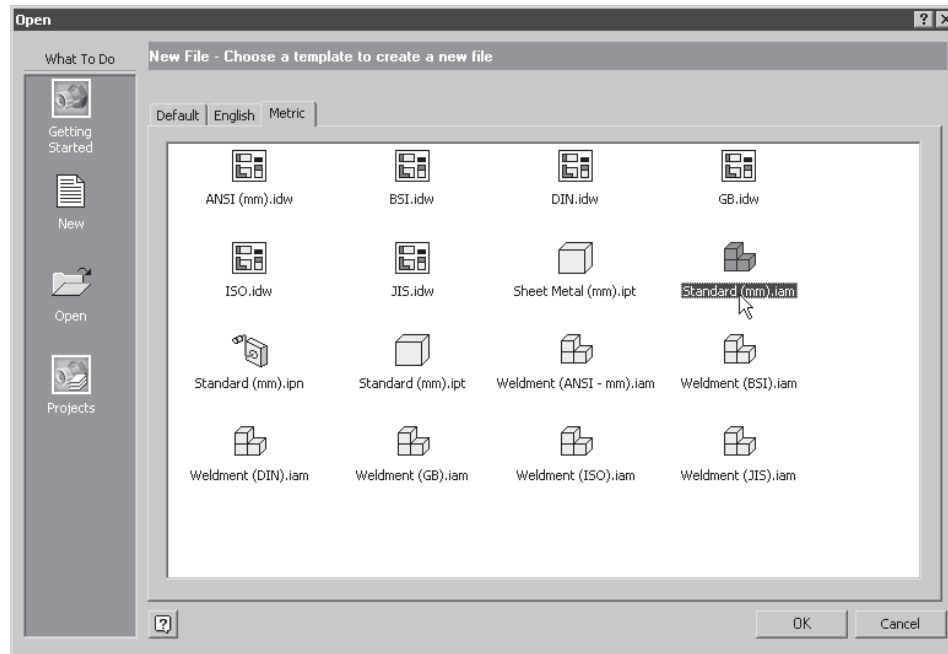 Open
What To Do
Getting
Started
New
Open
Projects
New File - Choose a template to create a new file
Default English Metric
ANSI (mm).idw BSI.idw DIN.idw GB.idw
ISO.idw JIS.idw Sheet Metal (mm).ipt Standard (mm).iam
Standard (mm).ipn Standard (mm).ipt Weldment (ANSI - mm).iam Weldment (BSI).iam
Weldment (DIN).iam Weldment (GB).iam Weldment (ISO).iam Weldment (JIS).iam
OK Cancel